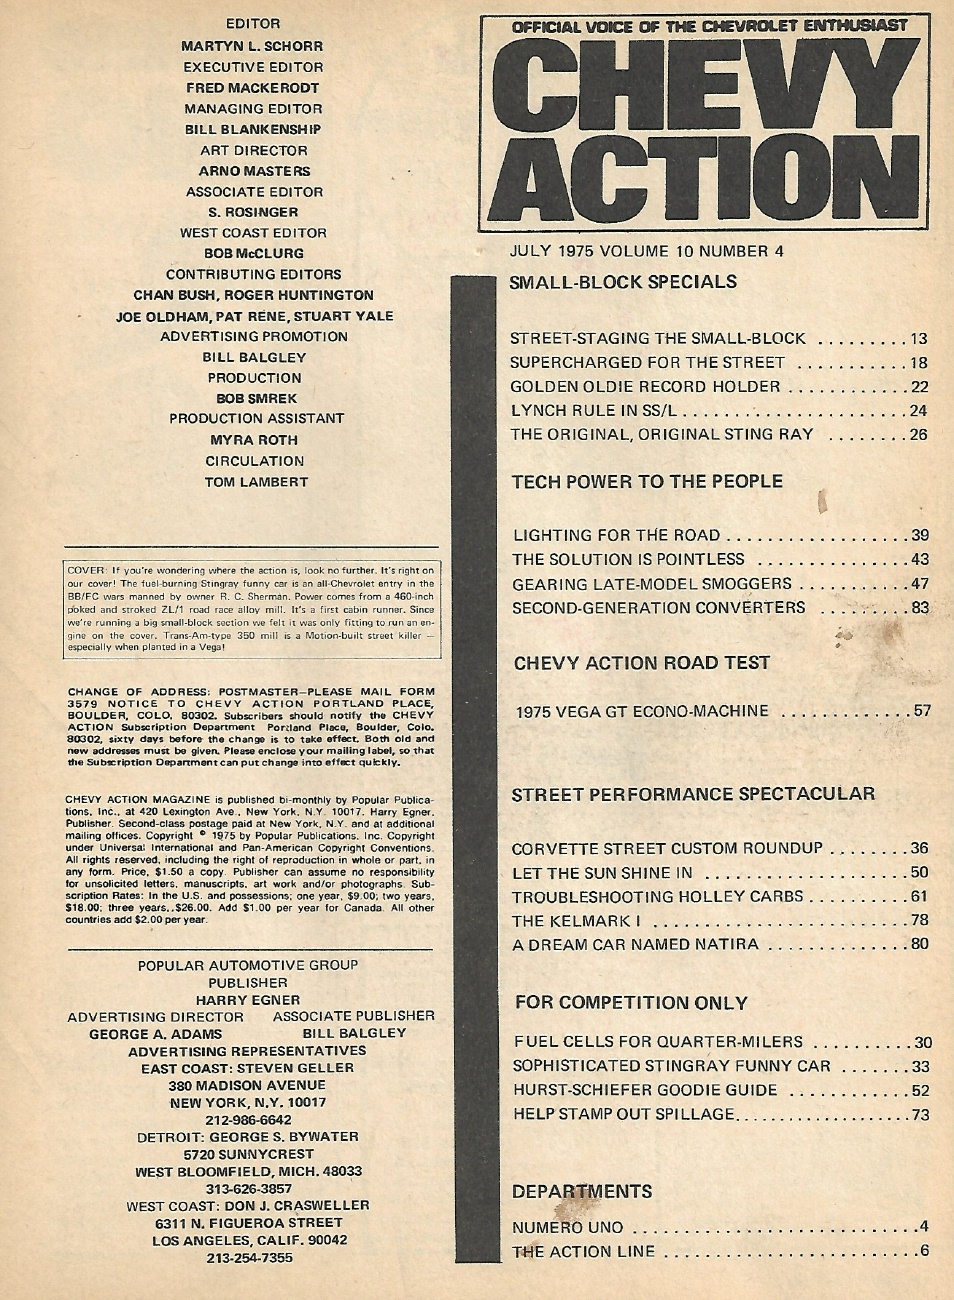 EDITOR
MARTYN L. SCHORR
EXECUTIVE EDITOR
FRED MACKERODT
MANAGING EDITOR
BILL BLANKENSHIP
ART DIRECTOR
ARNO MASTERS
ASSOCIATE EDITOR
S. ROSINGER
WEST COAST EDITOR
BOB McCLURG
CONTRIBUTING EDITORS
CHAN BUSH, ROGER HUNTINGTON
JOE OLDHAM, PAT RENE, STUART YALE
ADVERTISING PROMOTION
BILL BALGLEY
PRODUCTION
BOB SMREK
PRODUCTION ASSISTANT
MYRA ROTH
CIRCULATION
TOM LAMBERT
COVER: If you're wondering where the action is, look no further. It's right on
our cover! The fuel-burning Stingray funny car is an all-Chevrolet entry in the
BB/FC wars manned by owner R. C. Sherman. Power comes from a 460-inch
poked and stroked ZL/1 road race alloy mill. It's a first cabin runner. Since
we're running a big small-block section we felt it was only fitting to run an en-
gine on the cover. Trans-Am-type 350 mill is a Motion-built street killer —
especially when planted in a Vega!
CHANGE OF ADDRESS: POSTMASTER—PLEASE MAIL FORM
3579 NOTICE TO CHEVY ACTION PORTLAND PLACE,
BOULDER, COLO. 80302. Subscribers should notify the CHEVY
ACTION Subscription Department Portland Place, Boulder, Colo.
80302, sixty days before the change is to take effect. Both old and
new addresses must be given. Please enclose your mailing label, so that
the Subscription Department can put change into effect quickly.
CHEVY ACTION MAGAZINE is published bi-monthly by Popular Publica-
tions, Inc., at 420 Lexington Ave., New York, N.Y. 10017. Harry Egner,
Publisher. Second-class postage paid at New York, N.Y. and at additional
mailing offices. Copyright © 1975 by Popular Publications, Inc. Copyright
under Universal International and Pan-American Copyright Conventions.
All rights reserved, including the right of reproduction in whole or part, in
any form. Price, $1.50 a copy. Publisher can assume no responsibility
for unsolicited letters, manuscripts, art work and/or photographs. Sub-
scription Rates: In the U.S. and possessions; one year, $9.00; two years,
$18.00; three years, $26.00. Add $1.00 per year for Canada. All other
countries add $2.00 per year.
POPULAR AUTOMOTIVE GROUP
PUBLISHER
HARRY EGNER
ADVERTISING DIRECTOR ASSOCIATE PUBLISHER
GEORGE A. ADAMS BILL BALGLEY
ADVERTISING REPRESENTATIVES
EAST COAST: STEVEN GELLER
380 MADISON AVENUE
NEW YORK, N.Y. 10017
212-986-6642
DETROIT: GEORGE S. BYWATER
5720 SUNNYCREST
WEST BLOOMFIELD, MICH. 48033
313-626-3857
WEST COAST: DON J. CRASWELLER
6311 N. FIGUEROA STREET
LOS ANGELES, CALIF. 90042
213-254-7355
OFFICIAL VOICE OF THE CHEVROLET ENTHUSIAST
CHEVY
ACTION
JULY 1975 VOLUME 10 NUMBER 4
SMALL-BLOCK SPECIALS
STREET-STAGING THE SMALL-BLOCK .........13
SUPERCHARGED FOR THE STREET ...........18
GOLDEN OLDIE RECORD HOLDER ............22
LYNCH RULE IN SS/L......................24
THE ORIGINAL, ORIGINAL STING RAY ........26
TECH POWER TO THE PEOPLE
LIGHTING FOR THE ROAD ..................39
THE SOLUTION IS POINTLESS ...............43
GEARING LATE-MODEL SMOGGERS ...........47
SECOND-GENERATION CONVERTERS .........83
CHEVY ACTION ROAD TEST
1975 VEGA GT ECONO-MACHINE .............57
STREET PERFORMANCE SPECTACULAR
CORVETTE STREET CUSTOM ROUNDUP ........36
LET THE SUN SHINE IN .....................50
TROUBLESHOOTING HOLLEY CARBS ..........61
THE KELMARK I ..........................78
A DREAM CAR NAMED NATIRA ..............80
FOR COMPETITION ONLY
FUEL CELLS FOR QUARTER-MILERS ..........30
SOPHISTICATED STINGRAY FUNNY CAR .......33
HURST-SCHIEFER GOODIE GUIDE ............52
HELP STAMP OUT SPILLAGE.................73
DEPARTMENTS
NUMERO UNO ............................4
THE ACTION LINE .........................6